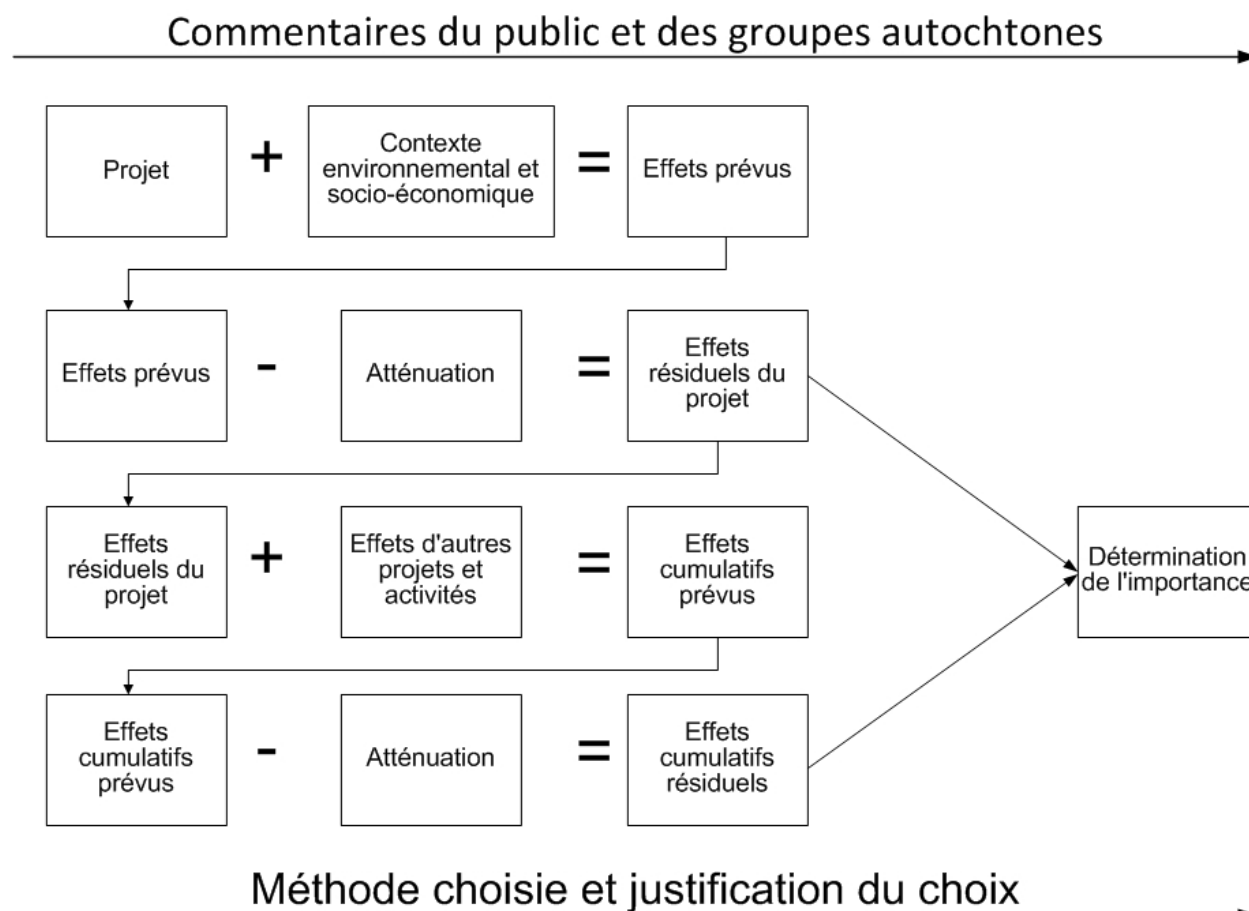 Commentaires du public et des groupes autochtones
Projet
+
Contexte
environnemental et
socio-économique
=
Effets prévus
Effets prévus
-
Atténuation
=
Effets
résiduels du
projet
Effets
résiduels du
projet
+
Effets d'autres
projets et
activités
=
Effets
cumulatifs
prévus
Détermination
de l'importance
Effets
cumulatifs
prévus
-
Atténuation
=
Effets
cumulatifs
résiduels
Méthode choisie et justification du choix